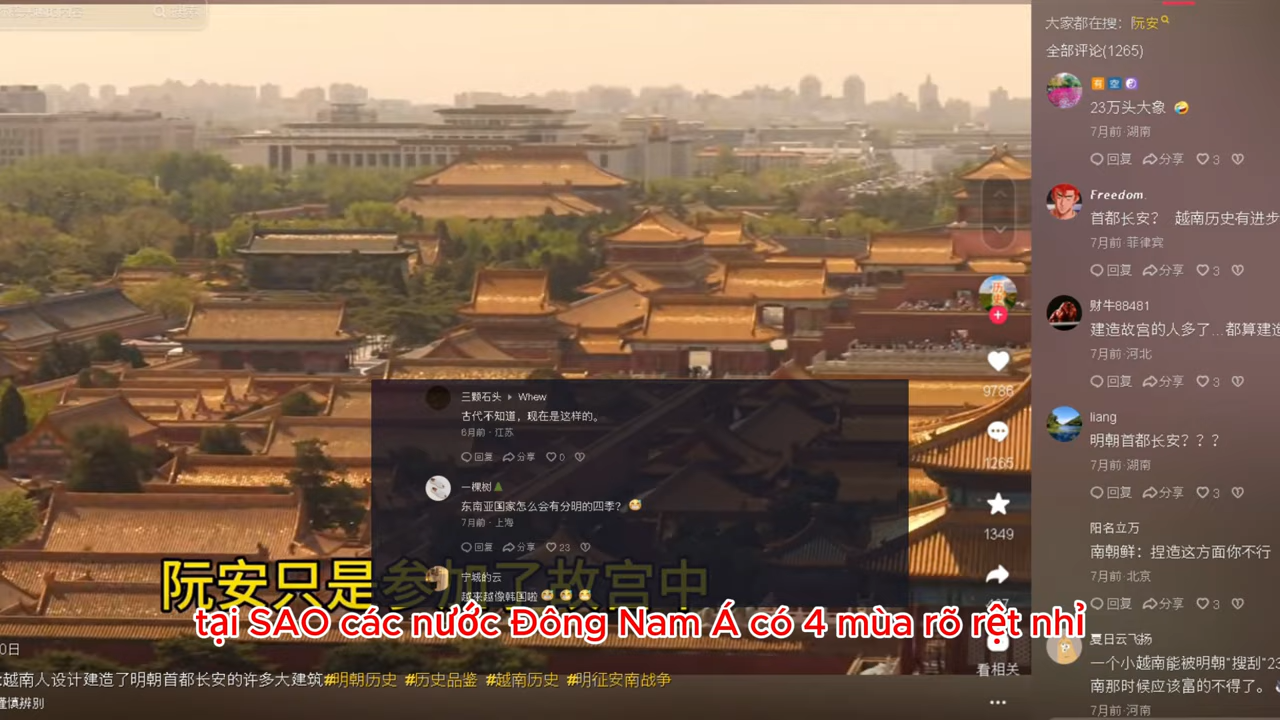 搜索
大家都在搜：阮安
全部评论(1265)
23万头大象
7月前·湖南
回复 分享 3
Freedom.
首都长安？ 越南历史有进步
7月前·菲律宾
回复 分享 3
财牛88481
建造故宫的人多了...都算建造
7月前·河北
回复 分享 3
liang
明朝首都长安？？？
7月前·湖南
回复 分享 3
阳名立万
南朝鲜：捏造这方面你不行
7月前·北京
回复 分享 3
夏日云飞扬
一个小越南能被明朝"搜刮"23
南那时候应该富的不得了。
7月前·河南
历史
9786
1265
1349
看相关
三颗石头 Whew
古代不知道，现在是这样的。
6月前·江苏
回复 分享 0
一棵树
东南亚国家怎么会有分明的四季？
7月前·上海
回复 分享 23
宁城的云
越来越像韩国啦
阮安只是参加了故宫中
tại SAO các nước Đông Nam Á có 4 mùa rõ rệt nhỉ
0日
:越南人设计建造了明朝首都长安的许多大建筑#明朝历史 #历史品鉴 #越南历史 #明征安南战争
谨慎辨别